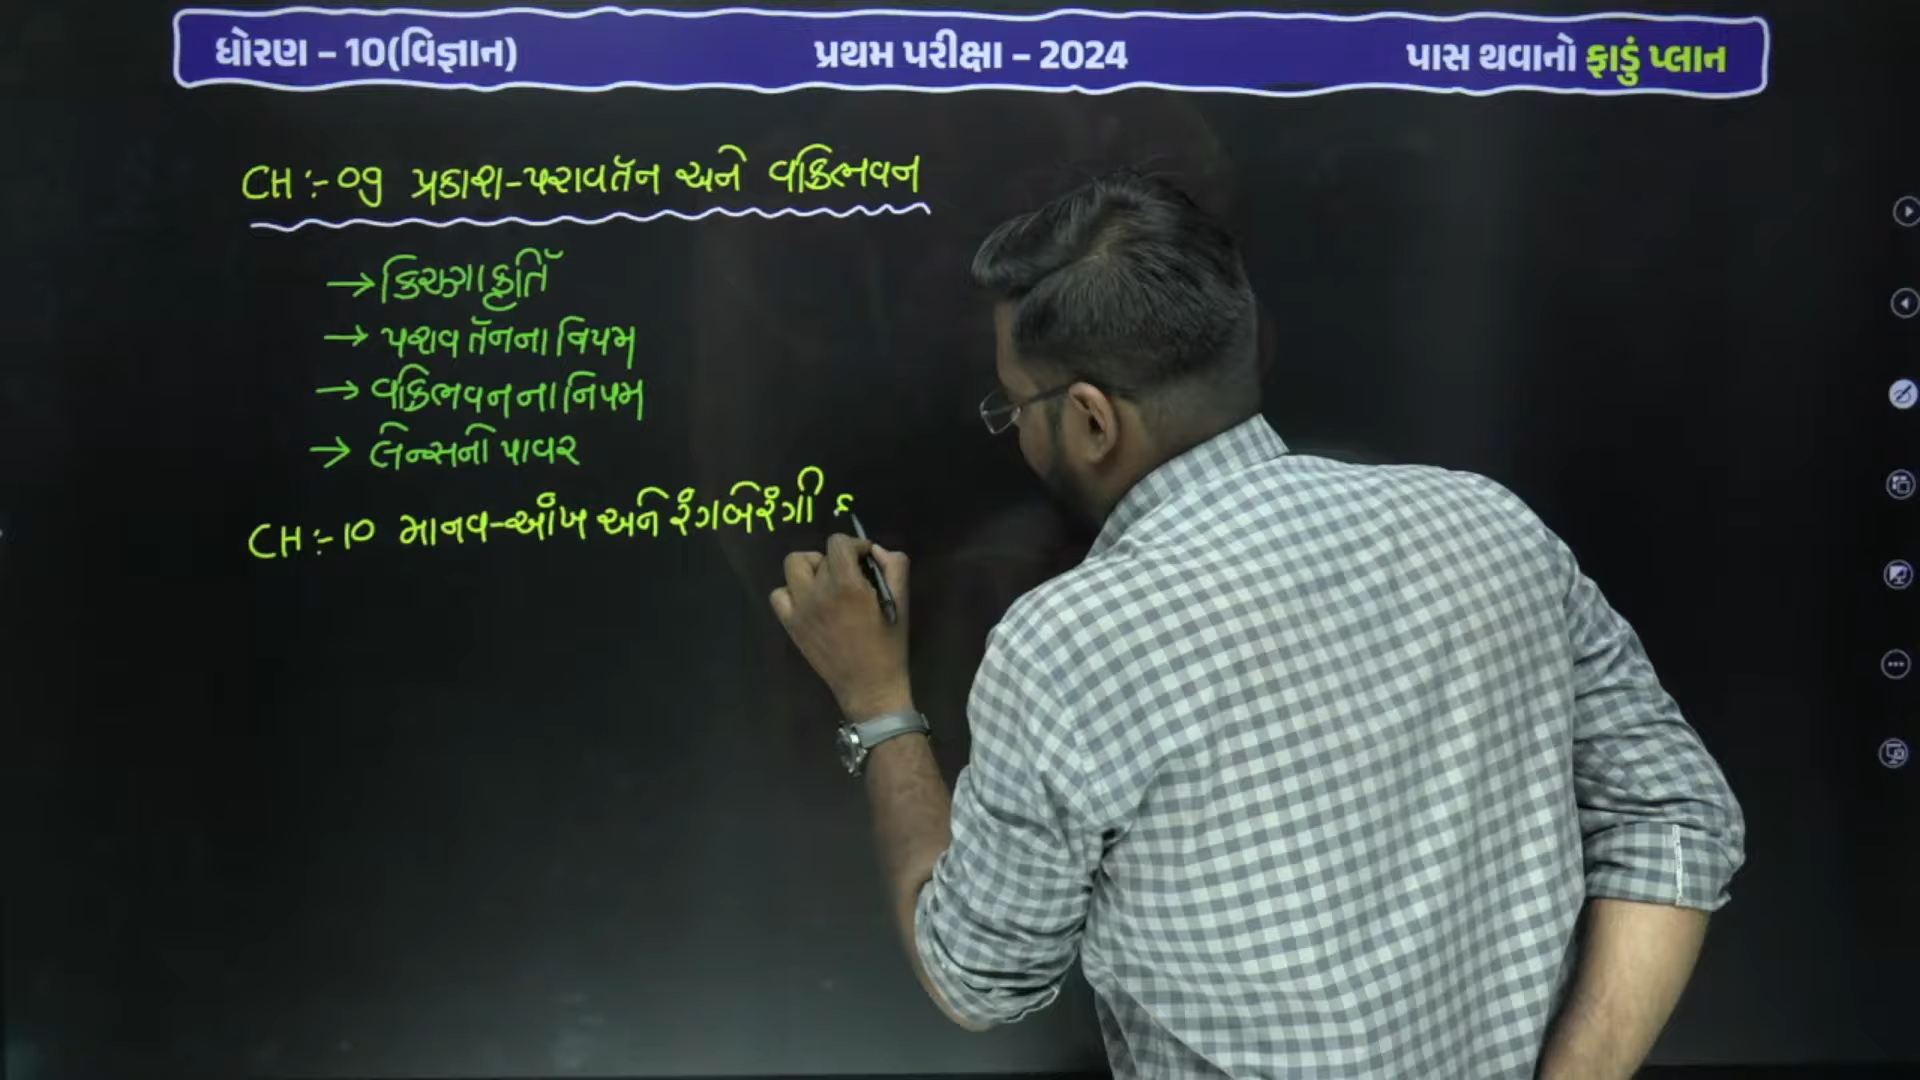 ધોરણ – 10(વિજ્ઞાન) પ્રથમ પરીક્ષા – 2024 પાસ થવાનો ફાડું પ્લાન
CH :- 09 પ્રકાશ-પરાવર્તન અને વક્રિભવન
→ કિરણાકૃતિ
→ પરાવર્તનના નિયમ
→ વક્રિભવનના નિયમ
→ લેન્સનો પાવર
CH :- 10 માનવ-આંખ અને રંગબેરંગી